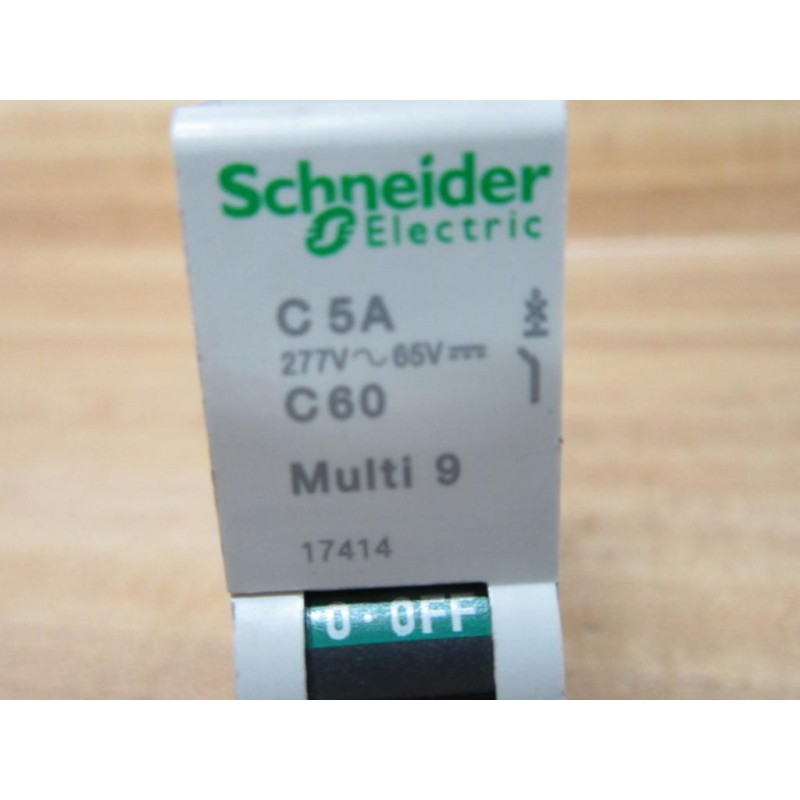 Schneider
Electric
C 5A
277V~65V⎓
C60
Multi 9
17414
0·OFF